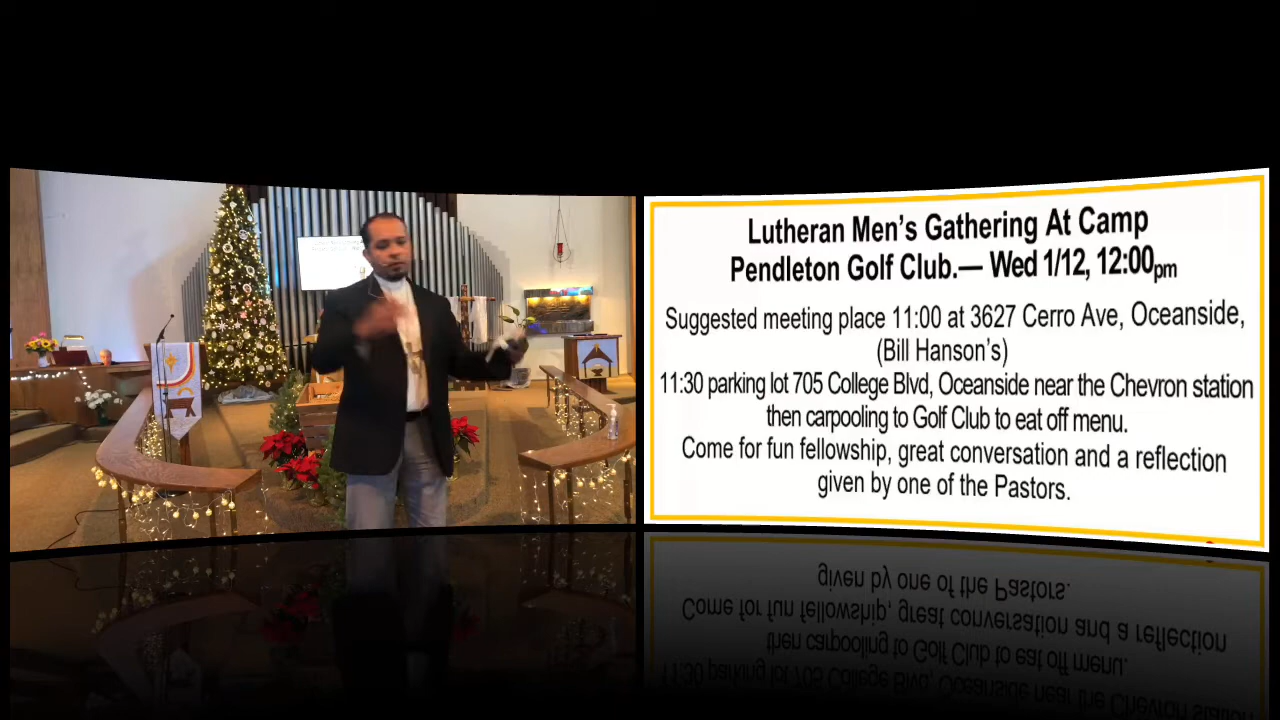 Lutheran Men's Gathering At Camp
Pendleton Golf Club.— Wed 1/12, 12:00pm
Suggested meeting place 11:00 at 3627 Cerro Ave, Oceanside,
(Bill Hanson's)
11:30 parking lot 705 College Blvd, Oceanside near the Chevron station
then carpooling to Golf Club to eat off menu.
Come for fun fellowship, great conversation and a reflection
given by one of the Pastors.